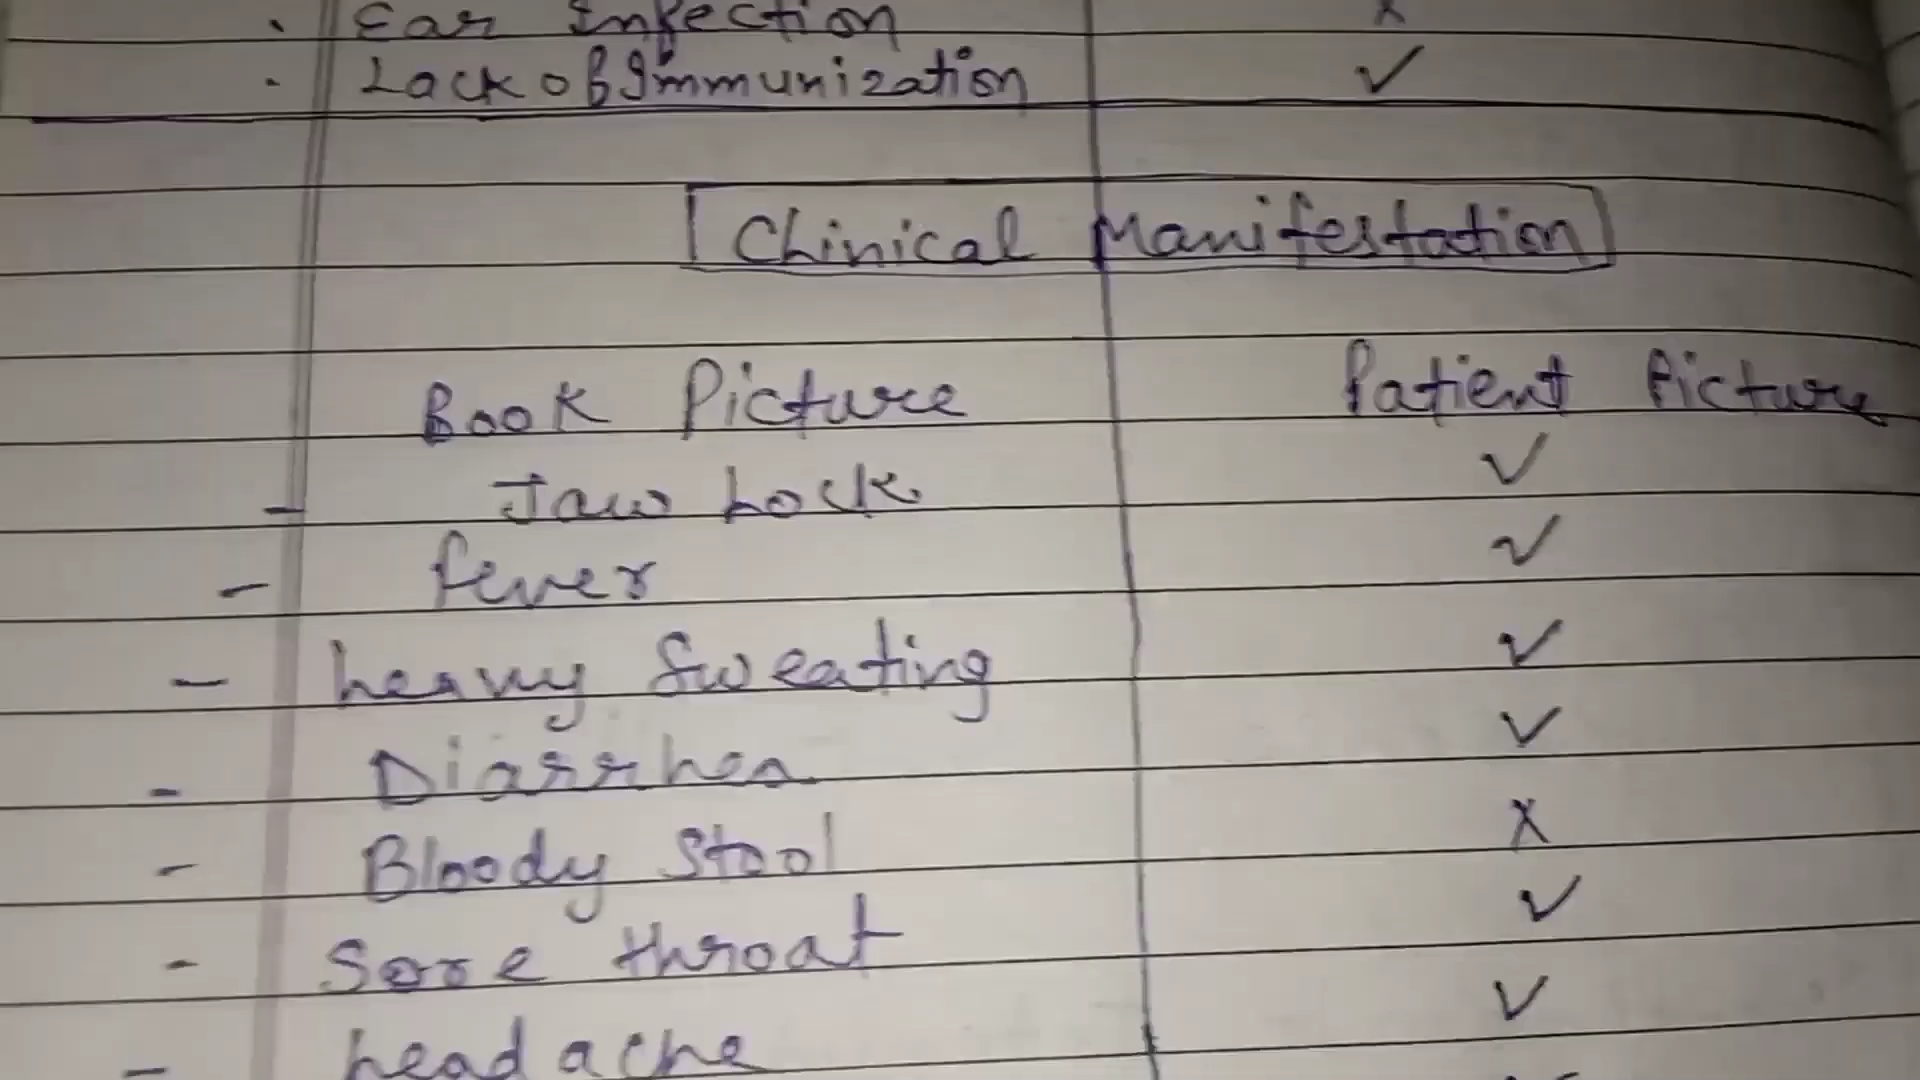 · Ear Infection x
· Lack of Immunization ✓
Chinical Manifestation
Book Picture Patient Picture
- Jaw Lock ✓
- fever ✓
- heavy Sweating ✓
- Diarrhea ✓
- Bloody Stool x
- Sore throat ✓
- headache ✓